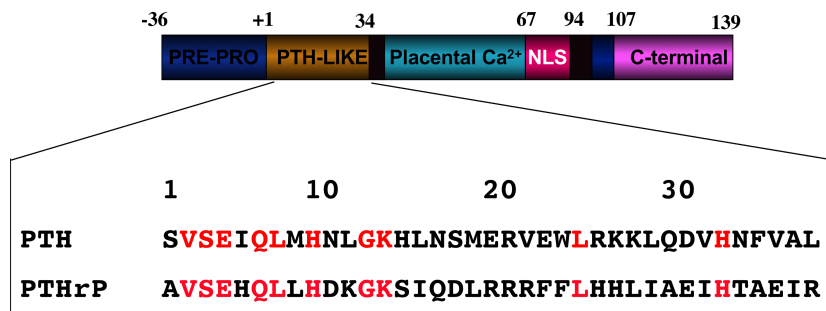 -36 +1 34 67 94 107 139
PRE-PRO PTH-LIKE Placental Ca²⁺ NLS C-terminal
1 10 20 30
PTH SVSEIQLMHNLGKHLNSMERVEWLRKKLQDVHNFVAL
PTHrP AVSEHQLLHDKGKSIQDLRRRFFLHHLIAEIHTAEIR